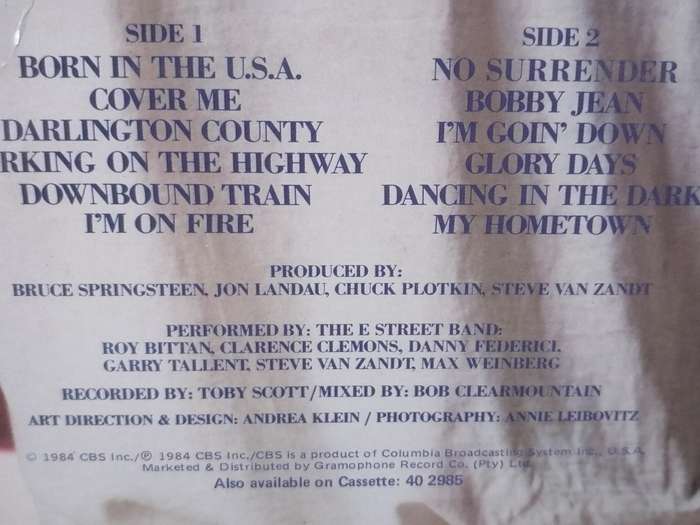 SIDE 1
BORN IN THE U.S.A.
COVER ME
DARLINGTON COUNTY
RKING ON THE HIGHWAY
DOWNBOUND TRAIN
I'M ON FIRE
SIDE 2
NO SURRENDER
BOBBY JEAN
I'M GOIN' DOWN
GLORY DAYS
DANCING IN THE DARK
MY HOMETOWN
PRODUCED BY:
BRUCE SPRINGSTEEN, JON LANDAU, CHUCK PLOTKIN, STEVE VAN ZANDT
PERFORMED BY: THE E STREET BAND:
ROY BITTAN, CLARENCE CLEMONS, DANNY FEDERICI,
GARRY TALLENT, STEVE VAN ZANDT, MAX WEINBERG
RECORDED BY: TOBY SCOTT/MIXED BY: BOB CLEARMOUNTAIN
ART DIRECTION & DESIGN: ANDREA KLEIN / PHOTOGRAPHY: ANNIE LEIBOVITZ
© 1984 CBS Inc./℗ 1984 CBS Inc./CBS is a product of Columbia Broadcasting System Inc., U.S.A.
Marketed & Distributed by Gramophone Record Co. (Pty) Ltd.
Also available on Cassette: 40 2985